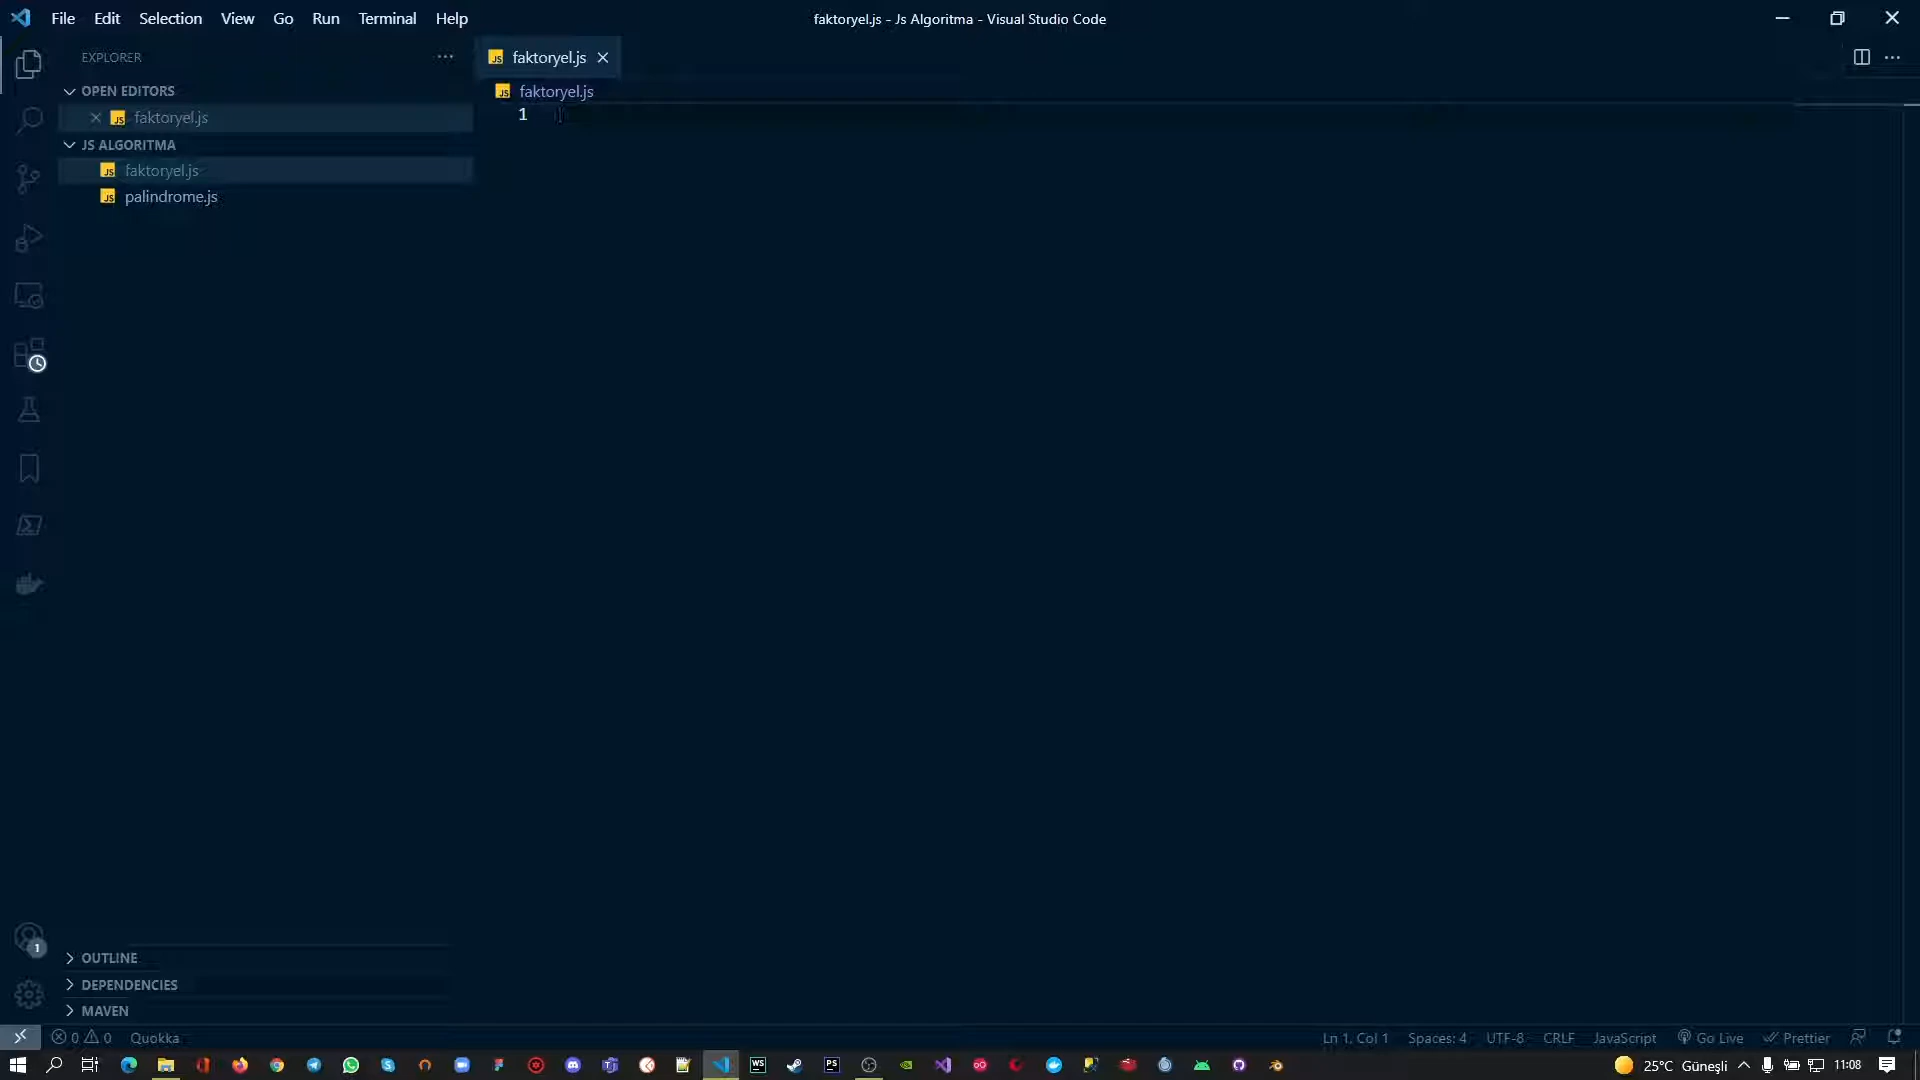 File Edit Selection View Go Run Terminal Help
faktoryel.js - Js Algoritma - Visual Studio Code
EXPLORER
faktoryel.js
OPEN EDITORS
faktoryel.js
1
faktoryel.js
JS ALGORITMA
faktoryel.js
palindrome.js
1
OUTLINE
DEPENDENCIES
MAVEN
0 0 Quokka
Ln 1, Col 1 Spaces: 4 UTF-8 CRLF JavaScript Go Live Prettier
25°C Güneşli 11:08